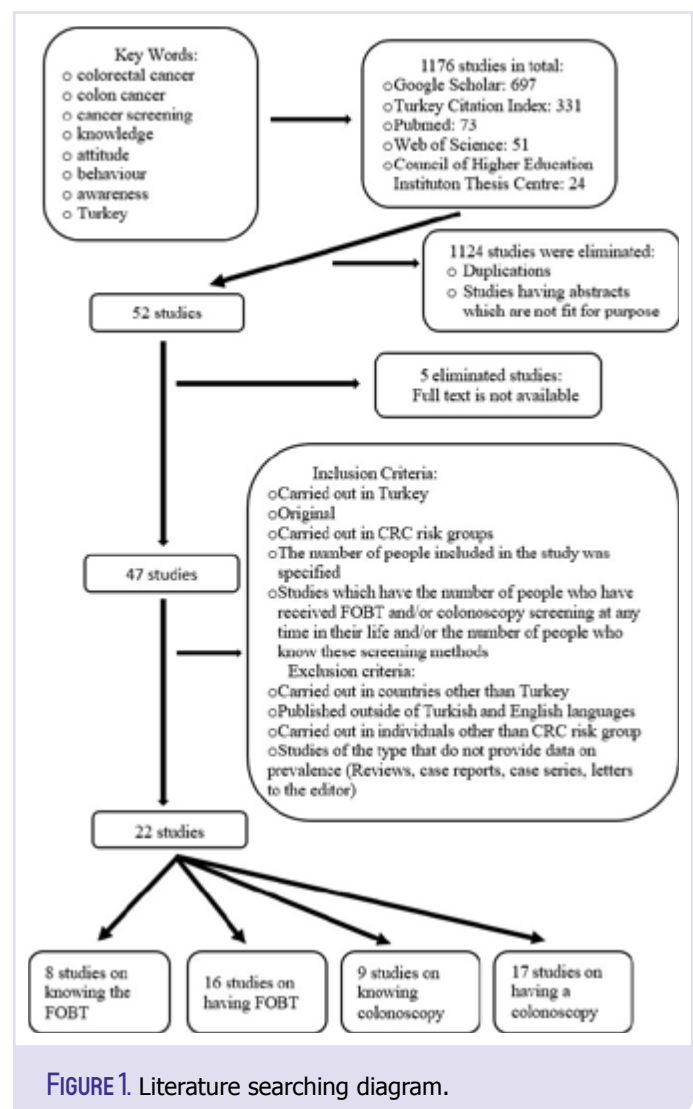 Key Words:
o colorectal cancer
o colon cancer
o cancer screening
o knowledge
o attitude
o behaviour
o awareness
o Turkey
1176 studies in total:
oGoogle Scholar: 697
oTurkey Citation Index: 331
oPubmed: 73
oWeb of Science: 51
oCouncil of Higher Education
Instituton Thesis Centre: 24
1124 studies were eliminated:
o Duplications
o Studies having abstracts
which are not fit for purpose
52 studies
5 eliminated studies:
Full text is not available
Inclusion Criteria:
oCarried out in Turkey
oOriginal
oCarried out in CRC risk groups
oThe number of people included in the study was
specified
oStudies which have the number of people who have
received FOBT and/or colonoscopy screening at any
time in their life and/or the number of people who
know these screening methods
Exclusion criteria:
oCarried out in countries other than Turkey
oPublished outside of Turkish and English languages
oCarried out in individuals other than CRC risk group
oStudies of the type that do not provide data on
prevalence (Reviews, case reports, case series, letters
to the editor)
47 studies
22 studies
8 studies on
knowing the
FOBT
16 studies on
having FOBT
9 studies on
knowing
colonoscopy
17 studies on
having a
colonoscopy
FIGURE 1. Literature searching diagram.